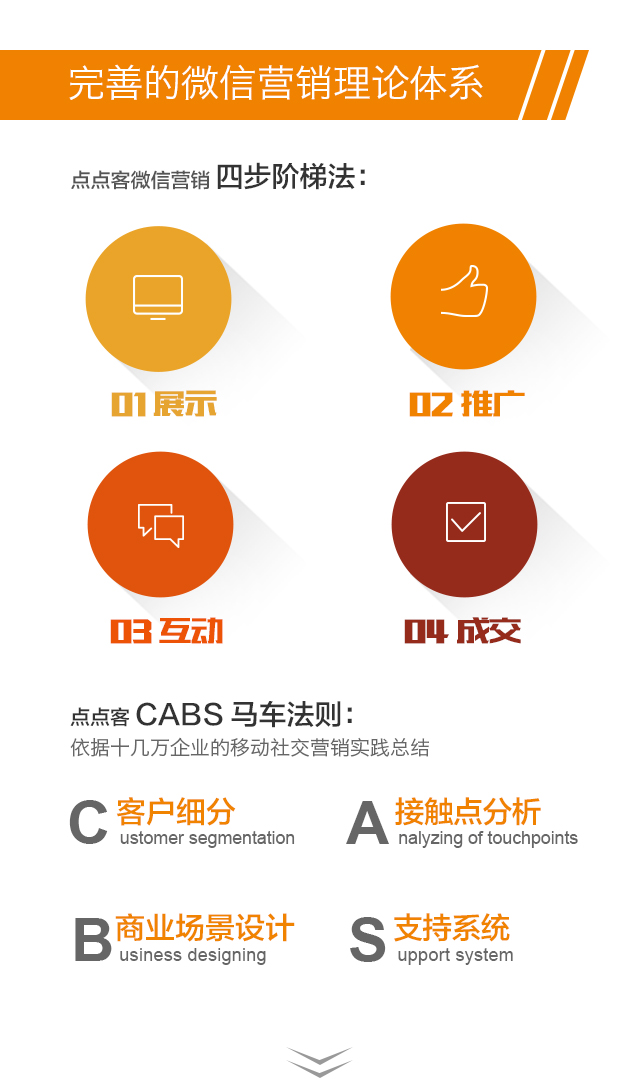 完善的微信营销理论体系
点点客微信营销 四步阶梯法：
01 展示
02 推广
03 互动
04 成交
点点客 CABS 马车法则：
依据十几万企业的移动社交营销实践总结
C 客户细分
ustomer segmentation
A 接触点分析
nalyzing of touchpoints
B 商业场景设计
usiness designing
S 支持系统
upport system